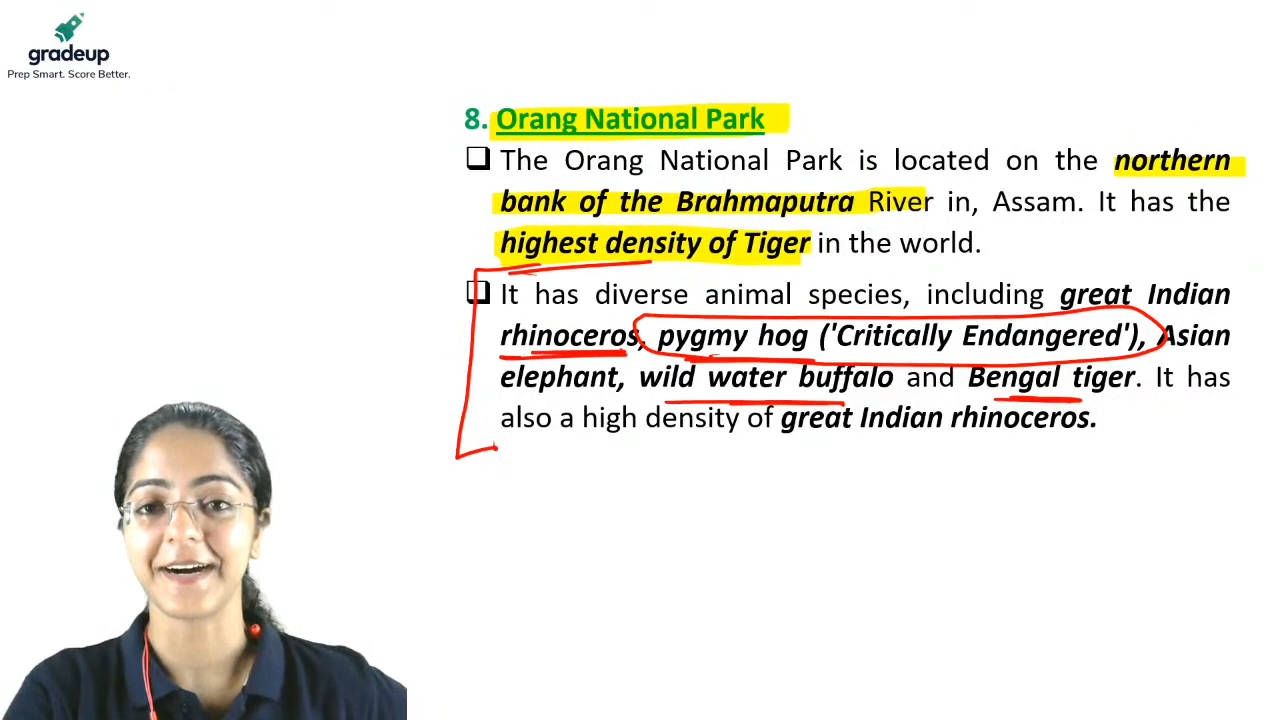 gradeup
Prep Smart. Score Better.
8. Orang National Park
The Orang National Park is located on the northern
bank of the Brahmaputra River in, Assam. It has the
highest density of Tiger in the world.
It has diverse animal species, including great Indian
rhinoceros, pygmy hog ('Critically Endangered'), Asian
elephant, wild water buffalo and Bengal tiger. It has
also a high density of great Indian rhinoceros.